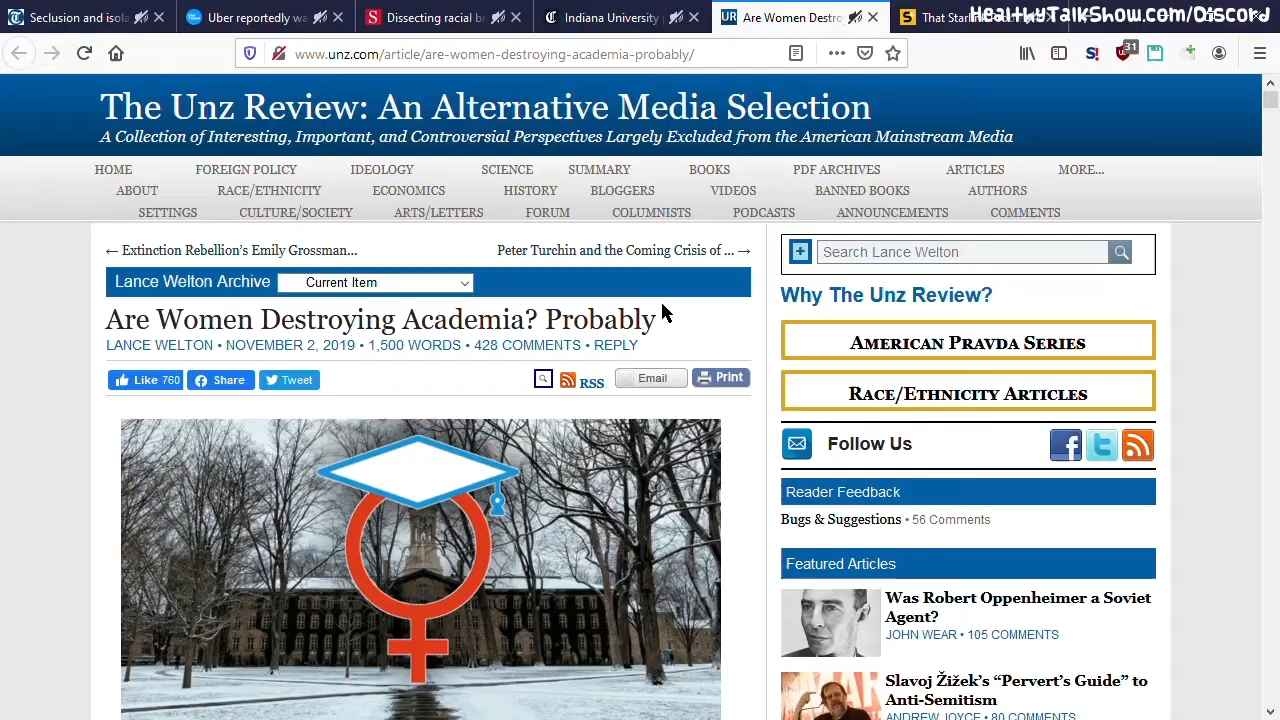 Seclusion and isola
Uber reportedly wa
Dissecting racial bi
Indiana University p
Are Women Destro
That Starli
HealthyTalkShow.com/Discord
www.unz.com/article/are-women-destroying-academia-probably/
31
The Unz Review: An Alternative Media Selection
A Collection of Interesting, Important, and Controversial Perspectives Largely Excluded from the American Mainstream Media
HOME FOREIGN POLICY IDEOLOGY SCIENCE SUMMARY BOOKS PDF ARCHIVES ARTICLES MORE...
ABOUT RACE/ETHNICITY ECONOMICS HISTORY BLOGGERS VIDEOS BANNED BOOKS AUTHORS
SETTINGS CULTURE/SOCIETY ARTS/LETTERS FORUM COLUMNISTS PODCASTS ANNOUNCEMENTS COMMENTS
← Extinction Rebellion's Emily Grossman...
Peter Turchin and the Coming Crisis of ... →
Lance Welton Archive
Current Item
Are Women Destroying Academia? Probably
LANCE WELTON • NOVEMBER 2, 2019 • 1,500 WORDS • 428 COMMENTS • REPLY
Like 760
Share
Tweet
RSS
Email
Print
Search Lance Welton
Why The Unz Review?
American Pravda Series
Race/Ethnicity Articles
Follow Us
Reader Feedback
Bugs & Suggestions • 56 Comments
Featured Articles
Was Robert Oppenheimer a Soviet
Agent?
JOHN WEAR • 105 COMMENTS
Slavoj Žižek's “Pervert's Guide” to
Anti-Semitism
ANDREW JOYCE • 80 COMMENTS